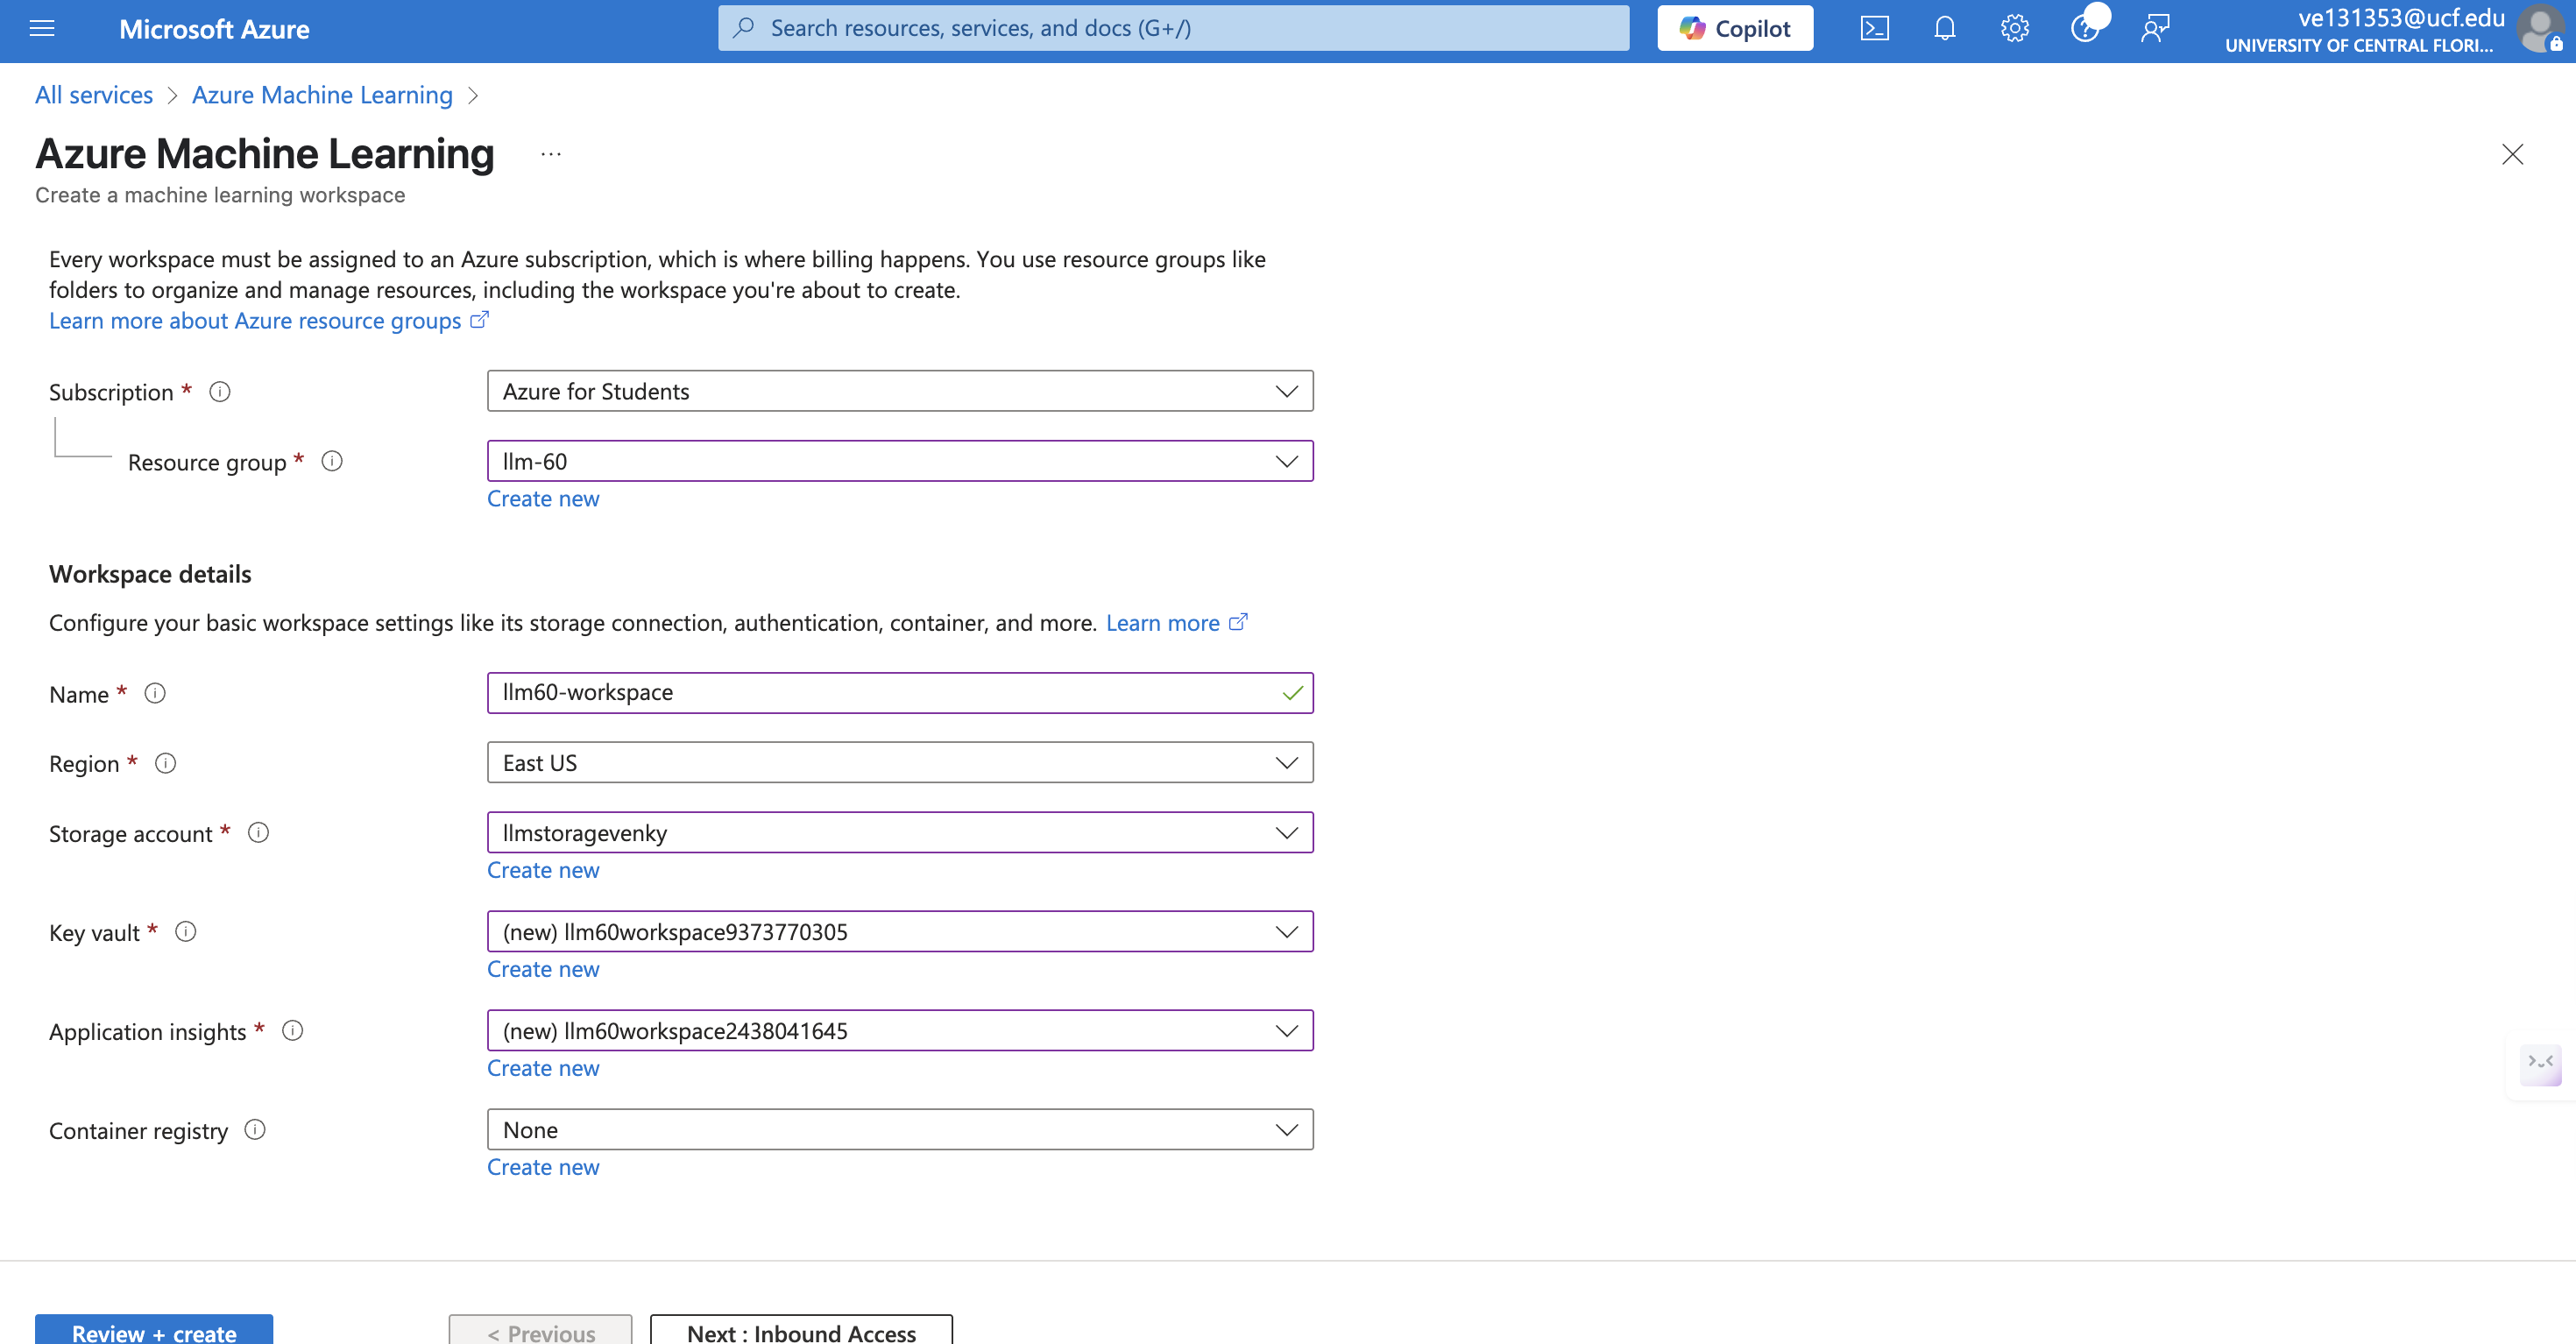 Microsoft Azure
Search resources, services, and docs (G+/)
Copilot
ve131353@ucf.edu
UNIVERSITY OF CENTRAL FLORI...
All services > Azure Machine Learning >
Azure Machine Learning ...
Create a machine learning workspace
Every workspace must be assigned to an Azure subscription, which is where billing happens. You use resource groups like
folders to organize and manage resources, including the workspace you're about to create.
Learn more about Azure resource groups
Subscription *
Azure for Students
Resource group *
llm-60
Create new
Workspace details
Configure your basic workspace settings like its storage connection, authentication, container, and more. Learn more
Name *
llm60-workspace
Region *
East US
Storage account *
llmstoragevenky
Create new
Key vault *
(new) llm60workspace9373770305
Create new
Application insights *
(new) llm60workspace2438041645
Create new
Container registry
None
Create new
Review + create
< Previous
Next : Inbound Access